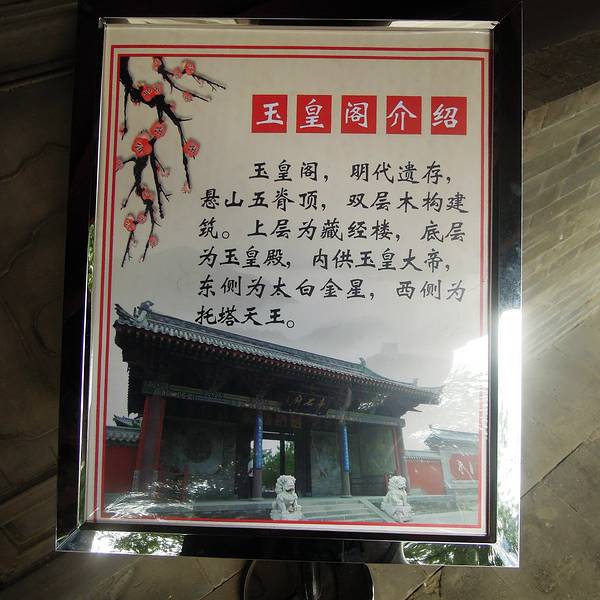 玉皇阁介绍
玉皇阁，明代遗存，
悬山五脊顶，双层木构建
筑。上层为藏经楼，底层
为玉皇殿，内供玉皇大帝，
东侧为太白金星，西侧为
托塔天王。